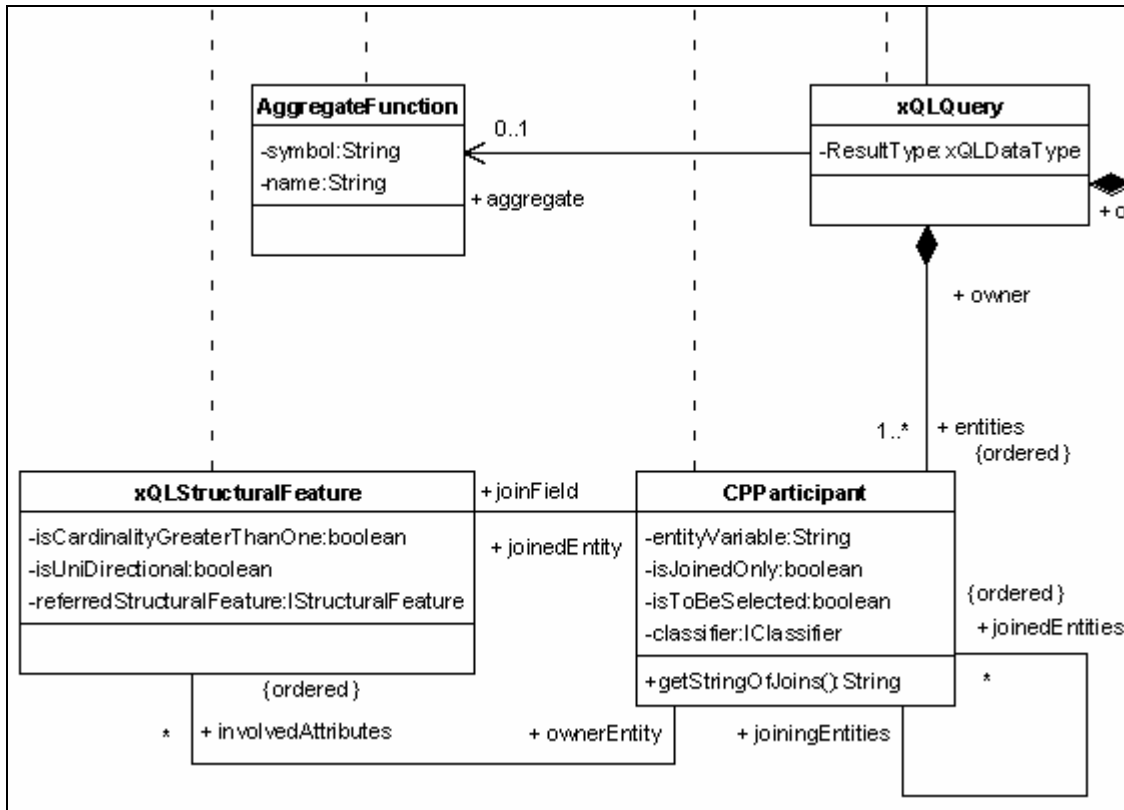 AggregateFunction
-symbol:String
-name:String
0..1
+ aggregate
xQLQuery
-ResultType:xQLDataType
+ o
+ owner
1..*
+ entities
{ordered}
xQLStructuralFeature
-isCardinalityGreaterThanOne:boolean
-isUniDirectional:boolean
-referredStructuralFeature:IStructuralFeature
+joinField
+ joinedEntity
CPParticipant
-entityVariable:String
-isJoinedOnly:boolean
-isToBeSelected:boolean
-classifier:IClassifier
+getStringOfJoins():String
{ordered}
+joinedEntities
*
{ordered}
*
+ involvedAttributes
+ ownerEntity
+ joiningEntities